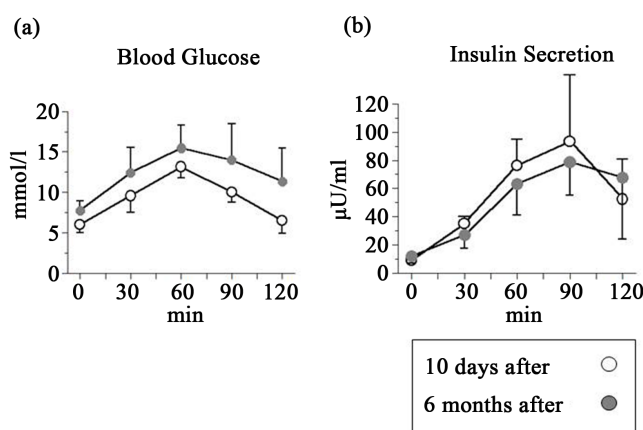 (a)
Blood Glucose
mmol/l
20
15
10
5
0
0 30 60 90 120
min
(b)
Insulin Secretion
μU/ml
120
100
80
60
40
20
0
0 30 60 90 120
min
10 days after
6 months after